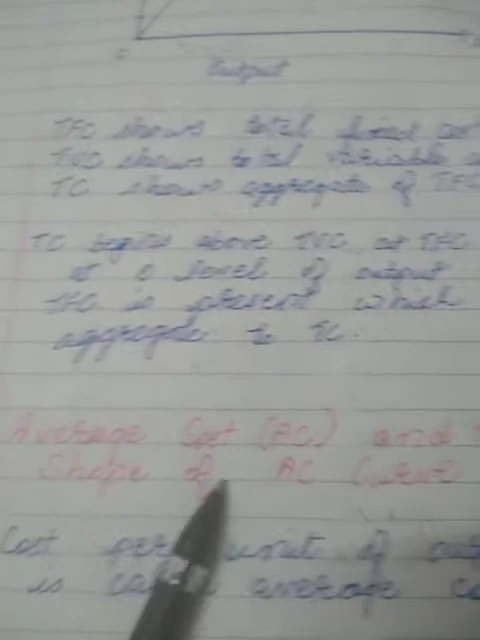 Output
TFC shows total fixed
TVC shows total variable
TC shows aggregate of TFC
TC begins above TVC at TFC
at 0 level of output
TFC is present which
aggregate to TC.
Average Cost (AC) and
Shape of AC Curve
Cost per unit of
is called average